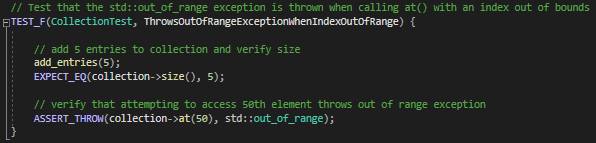 // Test that the std::out_of_range exception is thrown when calling at() with an index out of bounds
TEST_F(CollectionTest, ThrowsOutOfRangeExceptionWhenIndexOutOfRange) {
// add 5 entries to collection and verify size
add_entries(5);
EXPECT_EQ(collection->size(), 5);
// verify that attempting to access 50th element throws out of range exception
ASSERT_THROW(collection->at(50), std::out_of_range);
}